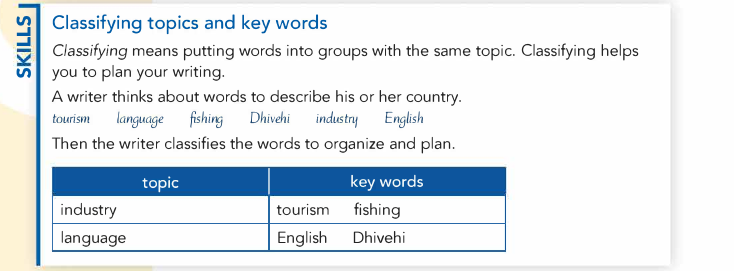 SKILLS
Classifying topics and key words
Classifying means putting words into groups with the same topic. Classifying helps
you to plan your writing.
A writer thinks about words to describe his or her country.
tourism language fishing Dhivehi industry English
Then the writer classifies the words to organize and plan.
topic key words
industry tourism fishing
language English Dhivehi